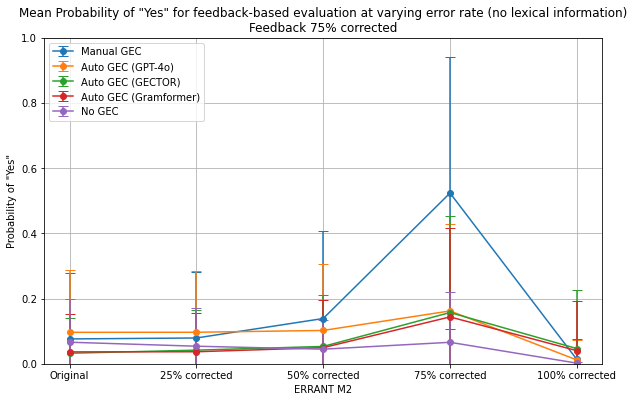 Mean Probability of "Yes" for feedback-based evaluation at varying error rate (no lexical information)
Feedback 75% corrected
1.0
0.8
0.6
0.4
0.2
0.0
Probability of "Yes"
Manual GEC
Auto GEC (GPT-4o)
Auto GEC (GECTOR)
Auto GEC (Gramformer)
No GEC
Original
25% corrected
50% corrected
75% corrected
100% corrected
ERRANT M2